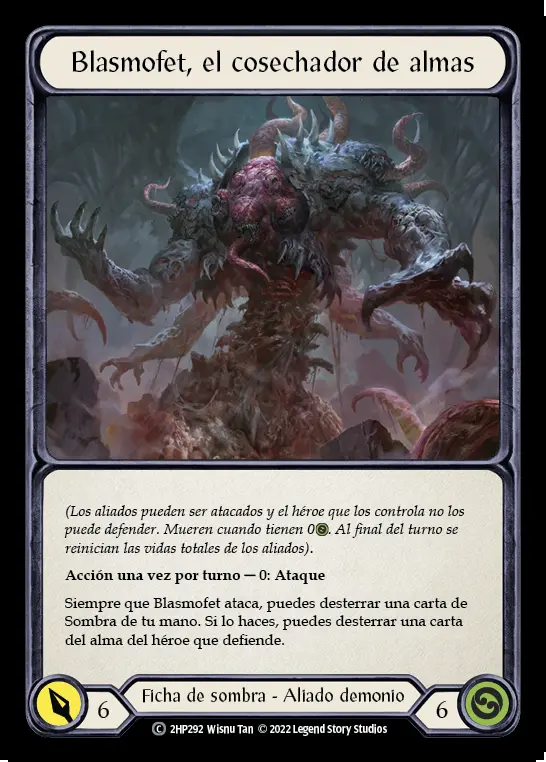 Blasmofet, el cosechador de almas
(Los aliados pueden ser atacados y el héroe que los controla no los
puede defender. Mueren cuando tienen 0. Al final del turno se
reinician las vidas totales de los aliados).
Acción una vez por turno — 0: Ataque
Siempre que Blasmofet ataca, puedes desterrar una carta de
Sombra de tu mano. Si lo haces, puedes desterrar una carta
del alma del héroe que defiende.
6 Ficha de sombra - Aliado demonio 6
C 2HP292 Wisnu Tan © 2022 Legend Story Studios